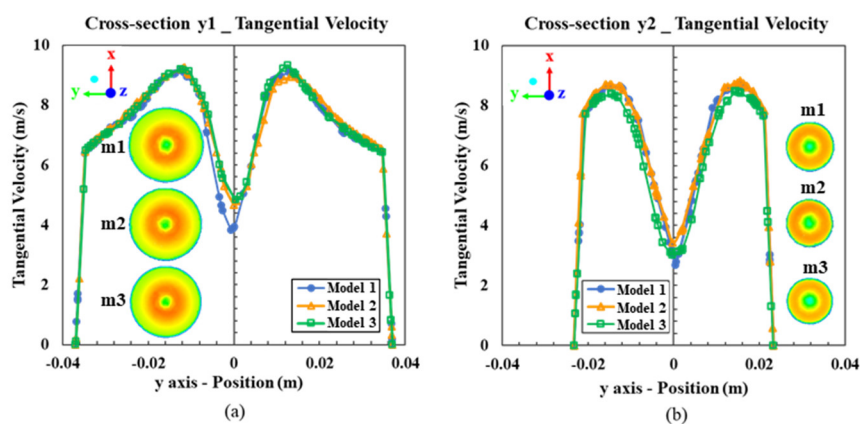 Cross-section y1 _ Tangential Velocity
(a)
10
8
6
4
2
0
Tangential Velocity (m/s)
x
y
z
m1
m2
m3
Model 1
Model 2
Model 3
-0.04 -0.02 0 0.02 0.04
y axis - Position (m)
(a)
Cross-section y2 _ Tangential Velocity
(b)
10
8
6
4
2
0
Tangential Velocity (m/s)
x
y
z
m1
m2
m3
Model 1
Model 2
Model 3
-0.04 -0.02 0 0.02 0.04
y axis - Position (m)
(b)